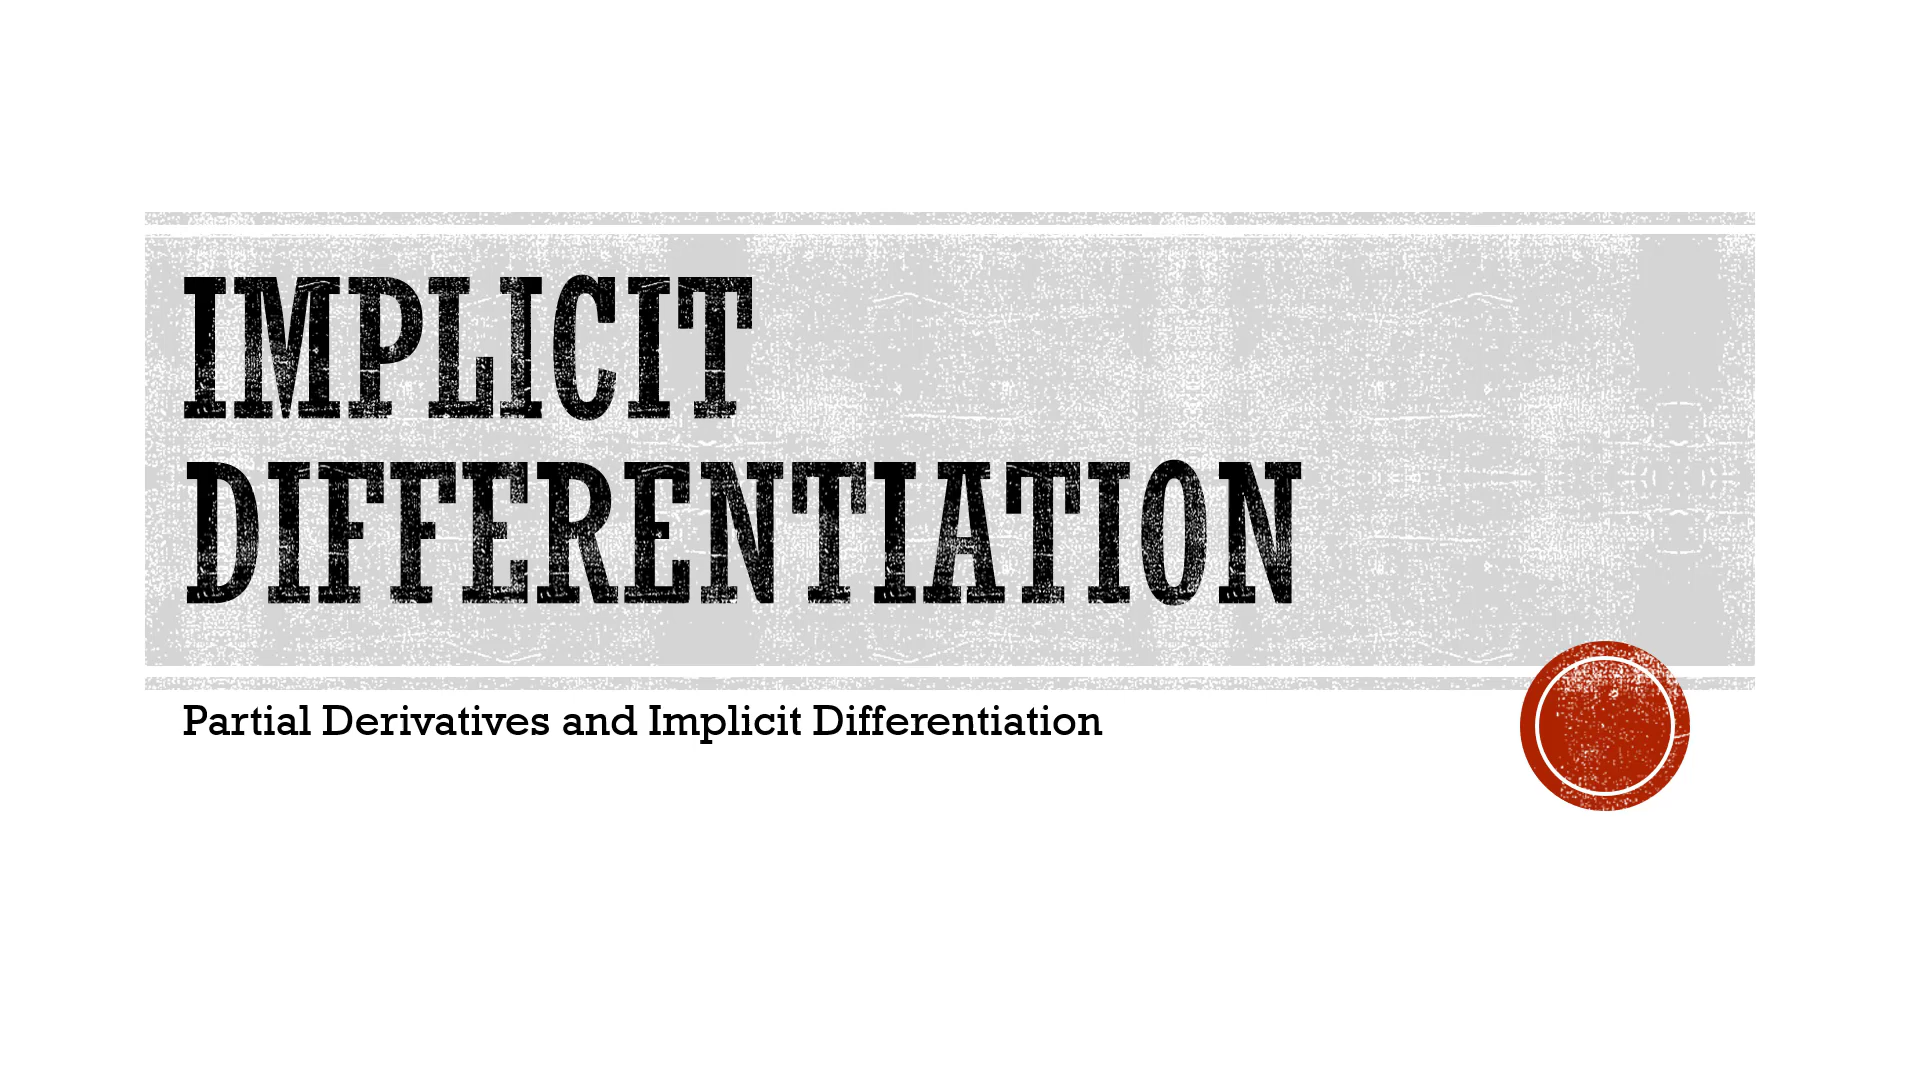 IMPLICIT
DIFFERENTIATION
Partial Derivatives and Implicit Differentiation